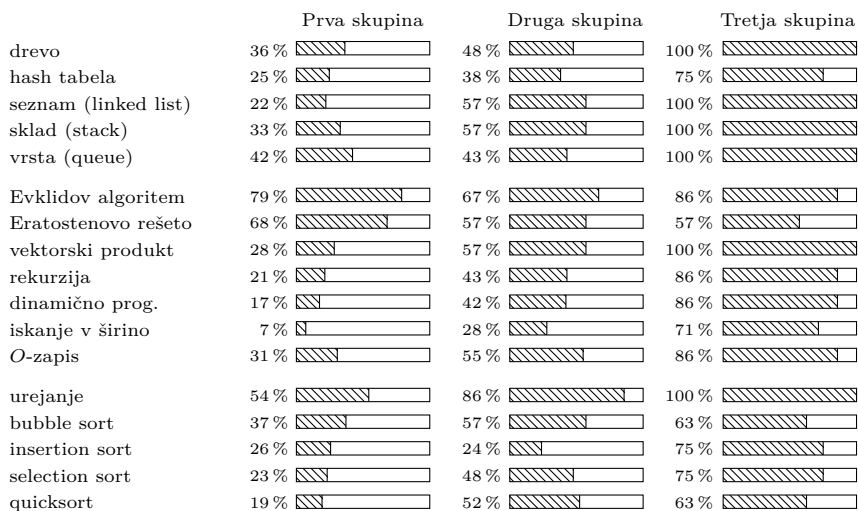 Prva skupina Druga skupina Tretja skupina
drevo 36 % 48 % 100 %
hash tabela 25 % 38 % 75 %
seznam (linked list) 22 % 57 % 100 %
sklad (stack) 33 % 57 % 100 %
vrsta (queue) 42 % 43 % 100 %
Evklidov algoritem 79 % 67 % 86 %
Eratostenovo rešeto 68 % 57 % 57 %
vektorski produkt 28 % 57 % 100 %
rekurzija 21 % 43 % 86 %
dinamično prog. 17 % 42 % 86 %
iskanje v širino 7 % 28 % 71 %
O-zapis 31 % 55 % 86 %
urejanje 54 % 86 % 100 %
bubble sort 37 % 57 % 63 %
insertion sort 26 % 24 % 75 %
selection sort 23 % 48 % 75 %
quicksort 19 % 52 % 63 %